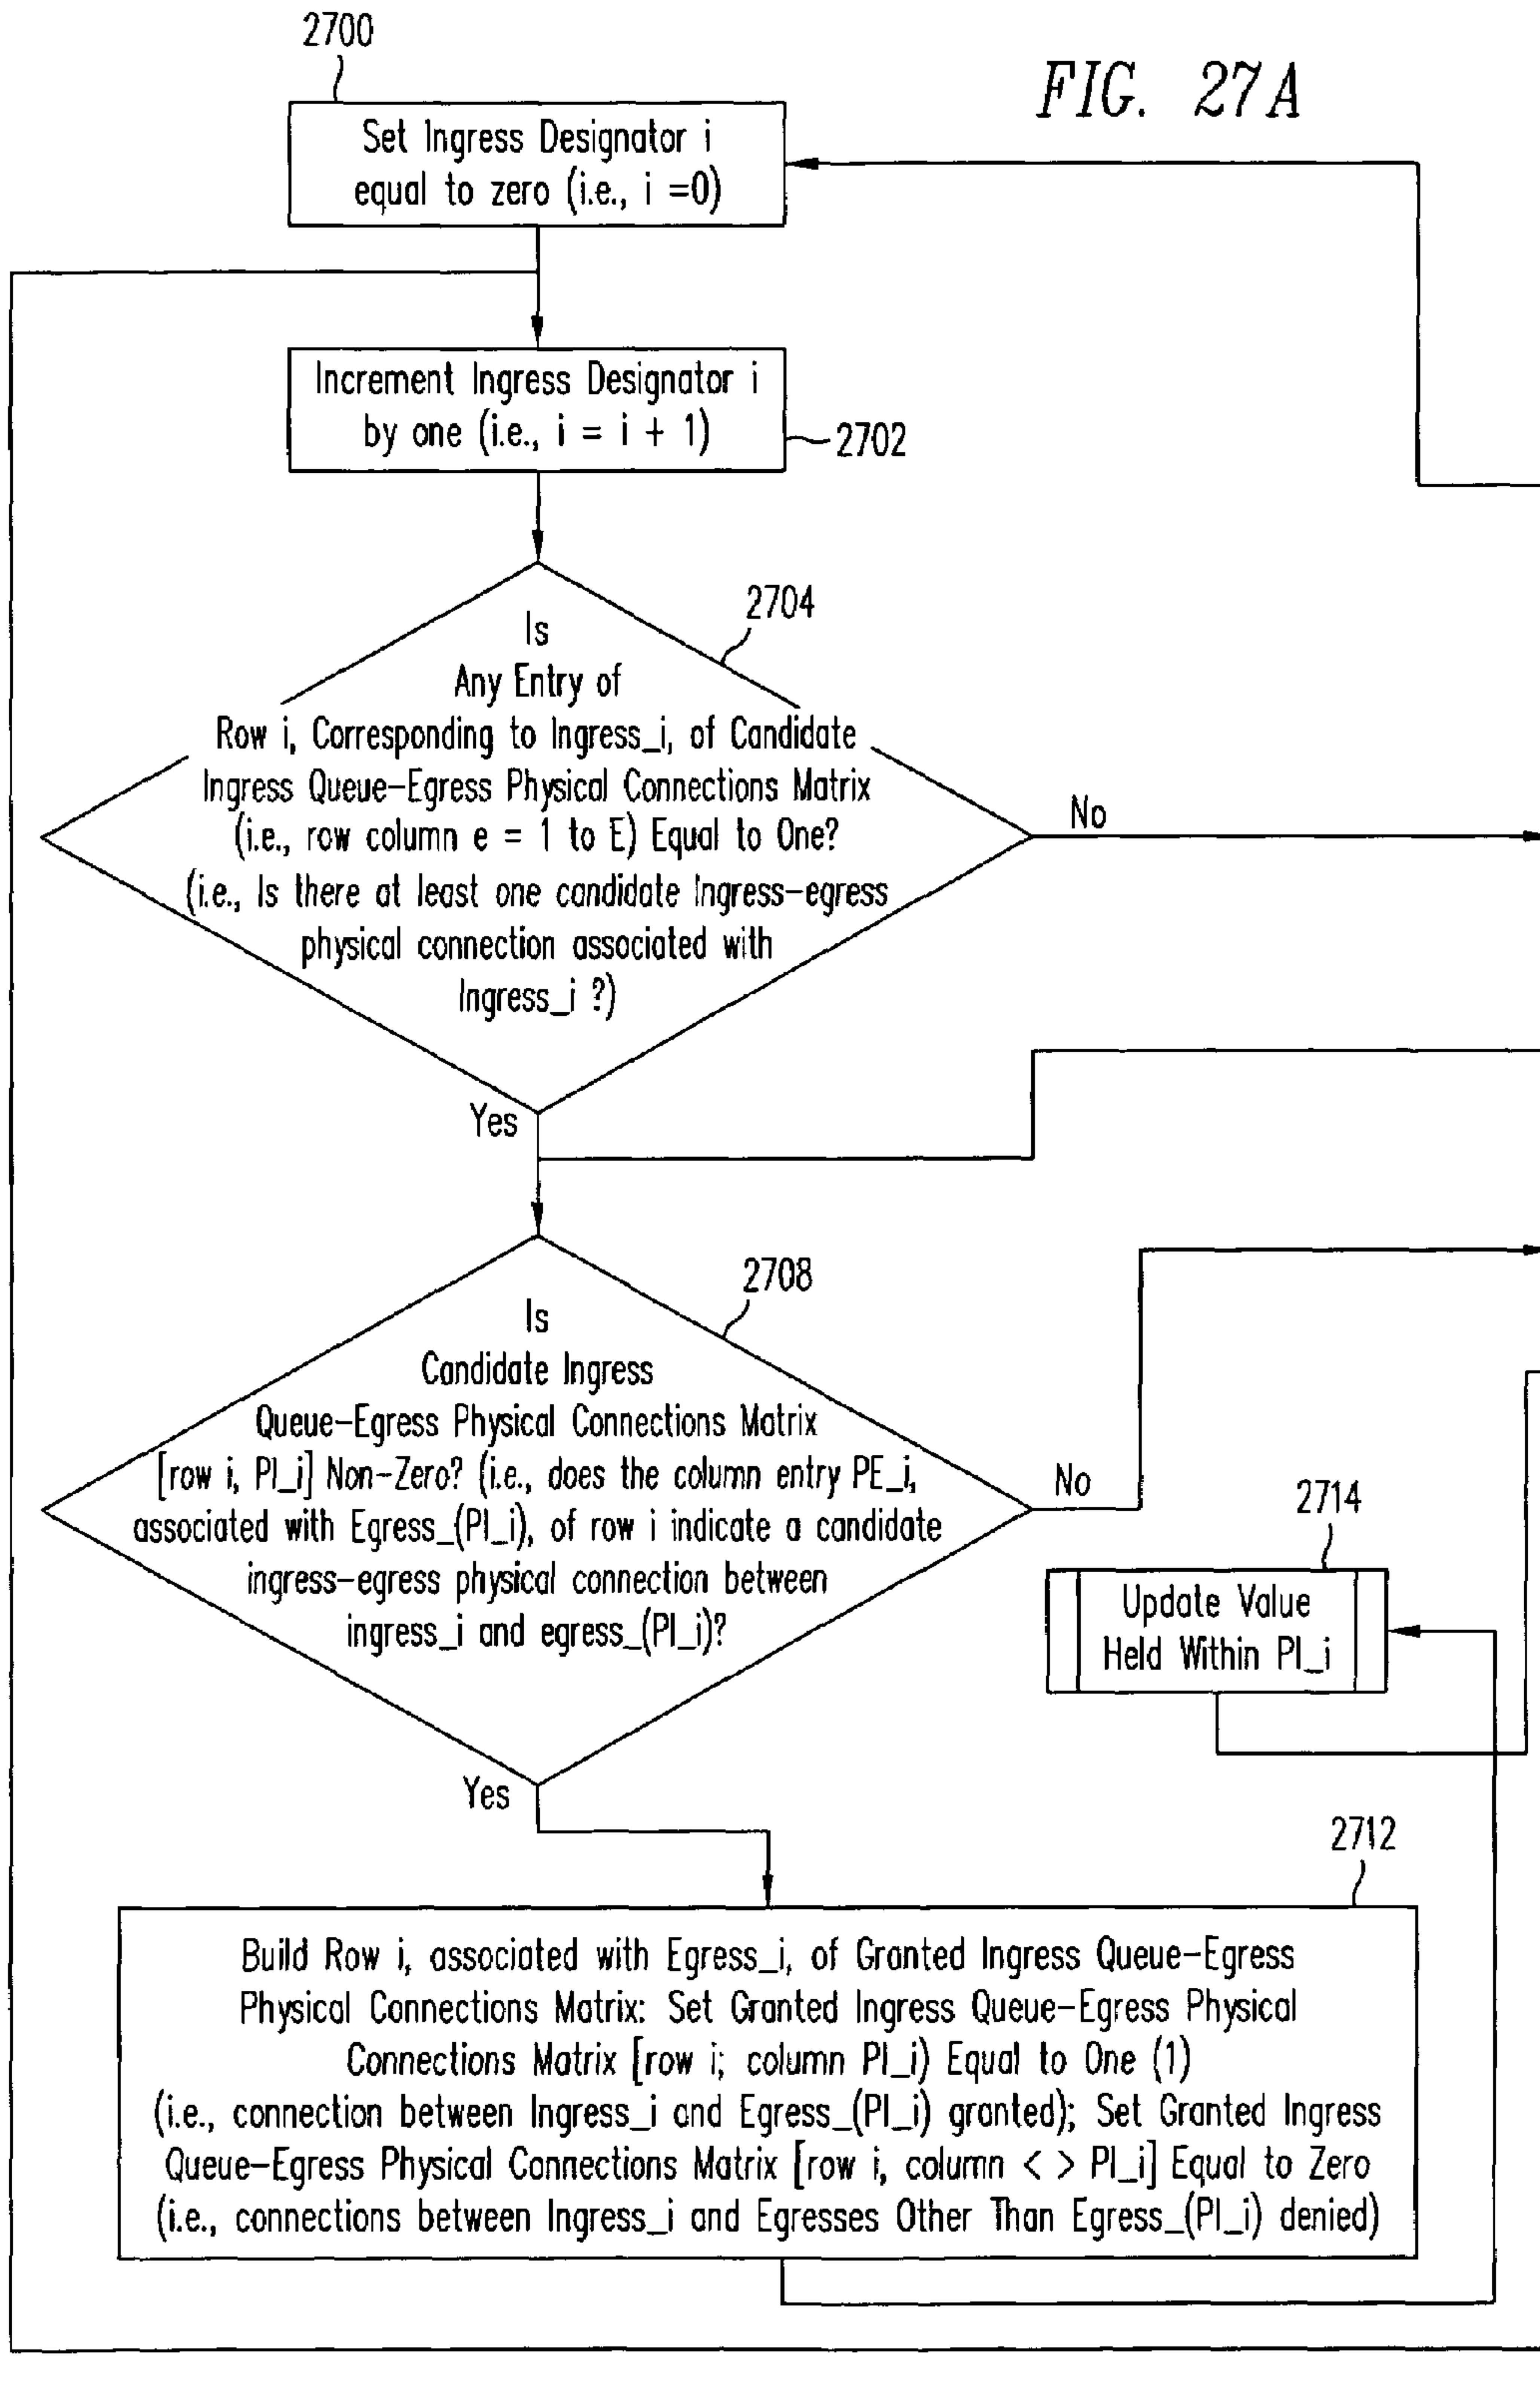 2700
FIG. 27A
Set Ingress Designator i
equal to zero (i.e., i =0)
Increment Ingress Designator i
by one (i.e., i = i + 1)
2702
2704
Is
Any Entry of
Row i, Corresponding to Ingress_i, of Candidate
Ingress Queue-Egress Physical Connections Matrix
(i.e., row column e = 1 to E) Equal to One?
(i.e., Is there at least one candidate Ingress-egress
physical connection associated with
Ingress_i ?)
No
Yes
2708
Is
Candidate Ingress
Queue-Egress Physical Connections Matrix
[row i, PI_i] Non-Zero? (i.e., does the column entry PE_i,
associated with Egress_(PI_i), of row i indicate a candidate
ingress-egress physical connection between
ingress_i and egress_(PI_i)?
No
Yes
2714
Update Value
Held Within PI_i
2712
Build Row i, associated with Egress_i, of Granted Ingress Queue-Egress
Physical Connections Matrix: Set Granted Ingress Queue-Egress Physical
Connections Matrix [row i; column PI_i) Equal to One (1)
(i.e., connection between Ingress_i and Egress_(PI_i) granted); Set Granted Ingress
Queue-Egress Physical Connections Matrix [row i, column < > PI_i] Equal to Zero
(i.e., connections between Ingress_i and Egresses Other Than Egress_(PI_i) denied)